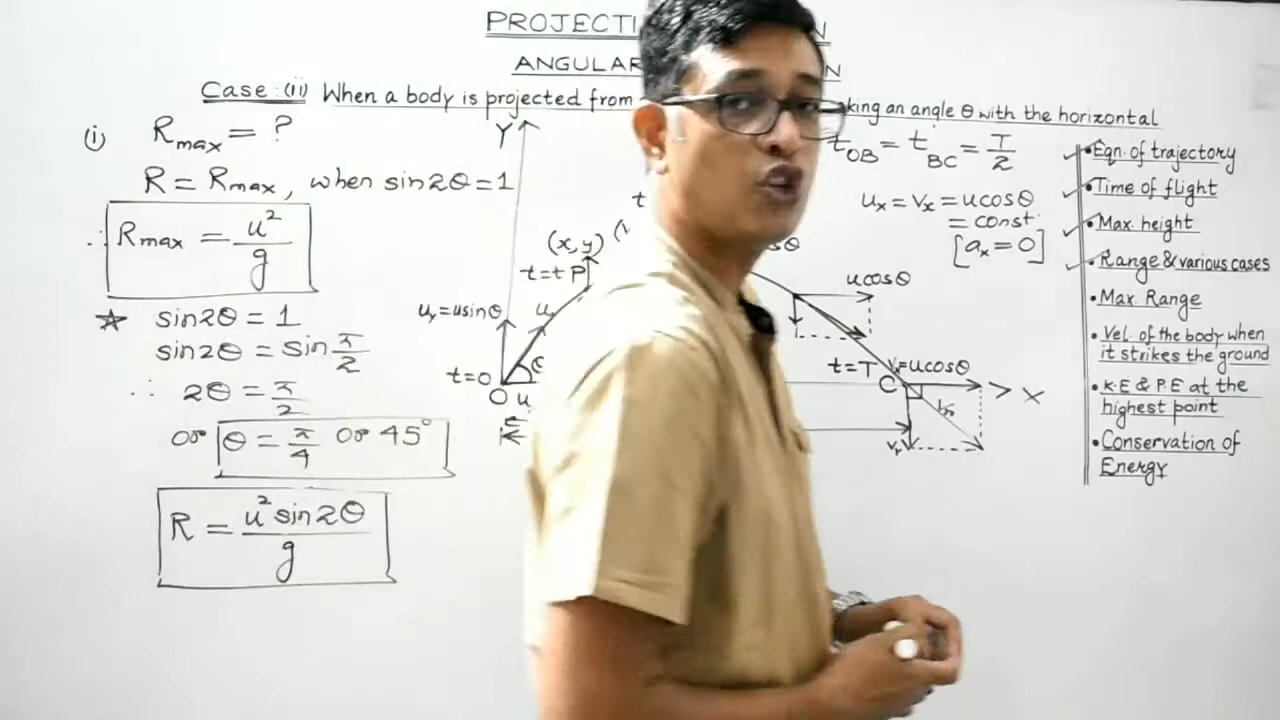 PROJECTI N
ANGULAR N
Case:(ii) When a body is projected from king an angle θ with the horizontal
(i) Rmax = ?
R = Rmax, when sin2θ = 1
∴ Rmax = u²/g
☆ sin2θ = 1
sin2θ = sin π/2
∴ 2θ = π/2
or θ = π/4 or 45°
R = u² sin2θ/g
Y
t
(x,y)
t=t P
uy=usinθ
u
t=0
O u
θ
tOB = tBC = T/2
ux = vx = ucosθ
= const.
[ax=0]
ucosθ
t=T vx=ucosθ
C
X
vy
• Eqn. of trajectory
• Time of flight
• Max. height
• Range & various cases
• Max. Range
• Vel. of the body when
it strikes the ground
• K.E & P.E at the
highest point
• Conservation of
Energy